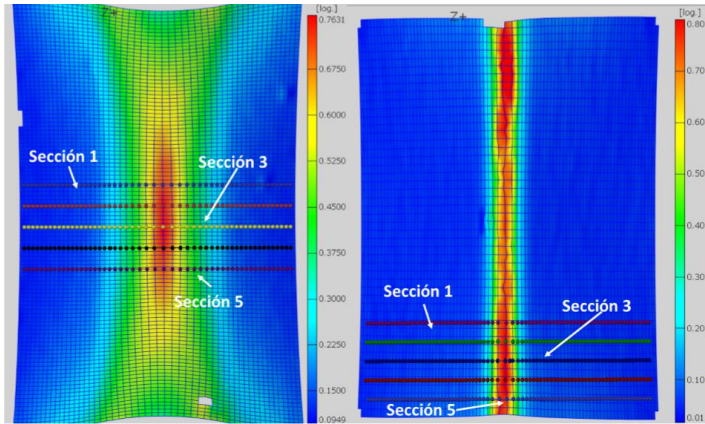 Z+
[log.]
0.7631
0.6750
0.6000
0.5250
0.4500
0.3750
0.3000
0.2250
0.1500
0.0949
Sección 1
Sección 3
Sección 5
Z+
[log.]
0.80
0.60
0.50
0.40
0.30
0.20
0.10
0.01
Sección 1
Sección 3
Sección 5